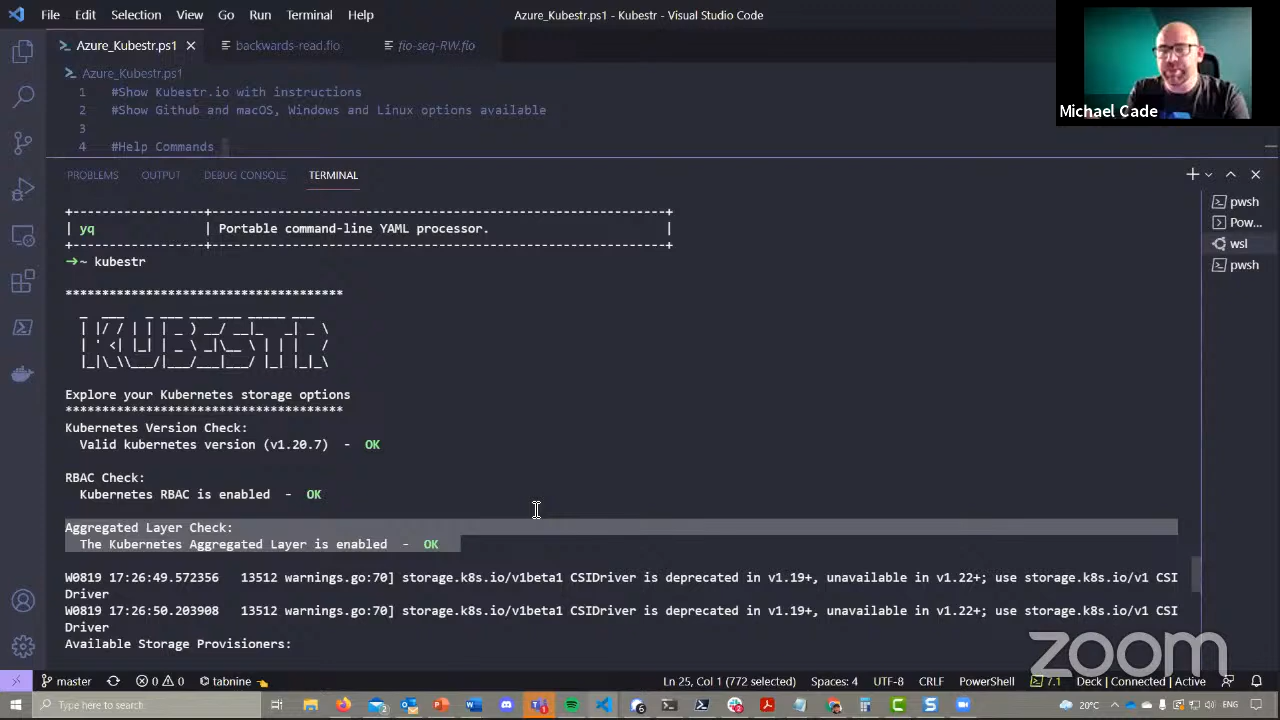 File Edit Selection View Go Run Terminal Help
Azure_Kubestr.ps1 - Kubestr - Visual Studio Code
Azure_Kubestr.ps1
backwards-read.fio
fio-seq-RW.fio
Azure_Kubestr.ps1
1 #Show Kubestr.io with instructions
2 #Show Github and macOS, Windows and Linux options available
3
4 #Help Commands
Michael Cade
PROBLEMS OUTPUT DEBUG CONSOLE TERMINAL
pwsh
Pow...
wsl
pwsh
| yq | Portable command-line YAML processor. |
→~ kubestr
**************************************
KUBESTR
Explore your Kubernetes storage options
**************************************
Kubernetes Version Check:
Valid kubernetes version (v1.20.7) - OK
RBAC Check:
Kubernetes RBAC is enabled - OK
Aggregated Layer Check:
The Kubernetes Aggregated Layer is enabled - OK
W0819 17:26:49.572356 13512 warnings.go:70] storage.k8s.io/v1beta1 CSIDriver is deprecated in v1.19+, unavailable in v1.22+; use storage.k8s.io/v1 CSI
Driver
W0819 17:26:50.203908 13512 warnings.go:70] storage.k8s.io/v1beta1 CSIDriver is deprecated in v1.19+, unavailable in v1.22+; use storage.k8s.io/v1 CSI
Driver
Available Storage Provisioners:
zoom
master 0 0 tabnine Ln 25, Col 1 (772 selected) Spaces: 4 UTF-8 CRLF PowerShell 7.1 Deck | Connected | Active
Type here to search
20°C ENG